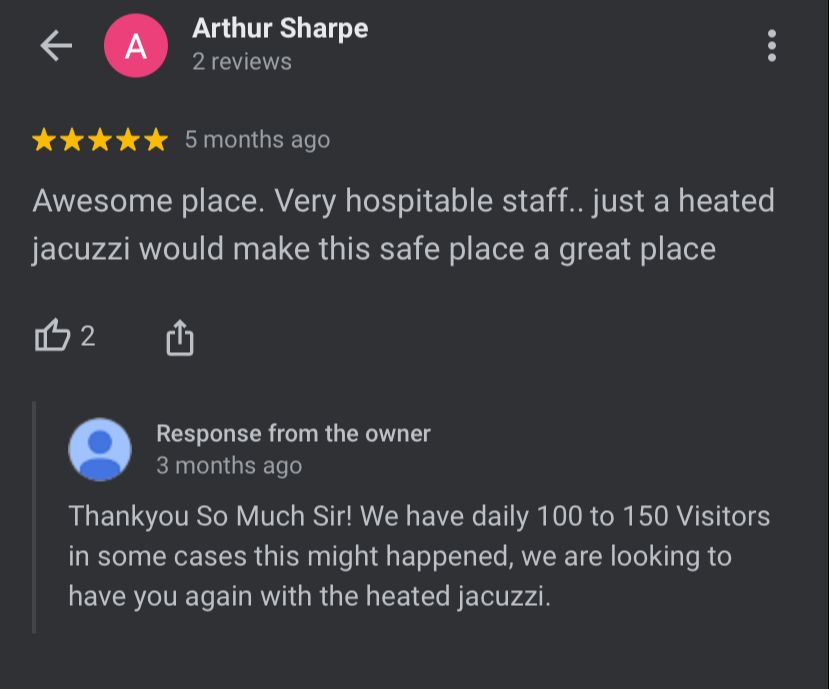 Arthur Sharpe
A
2 reviews
5 months ago
Awesome place. Very hospitable staff.. just a heated
jacuzzi would make this safe place a great place
2
Response from the owner
3 months ago
Thankyou So Much Sir! We have daily 100 to 150 Visitors
in some cases this might happened, we are looking to
have you again with the heated jacuzzi.